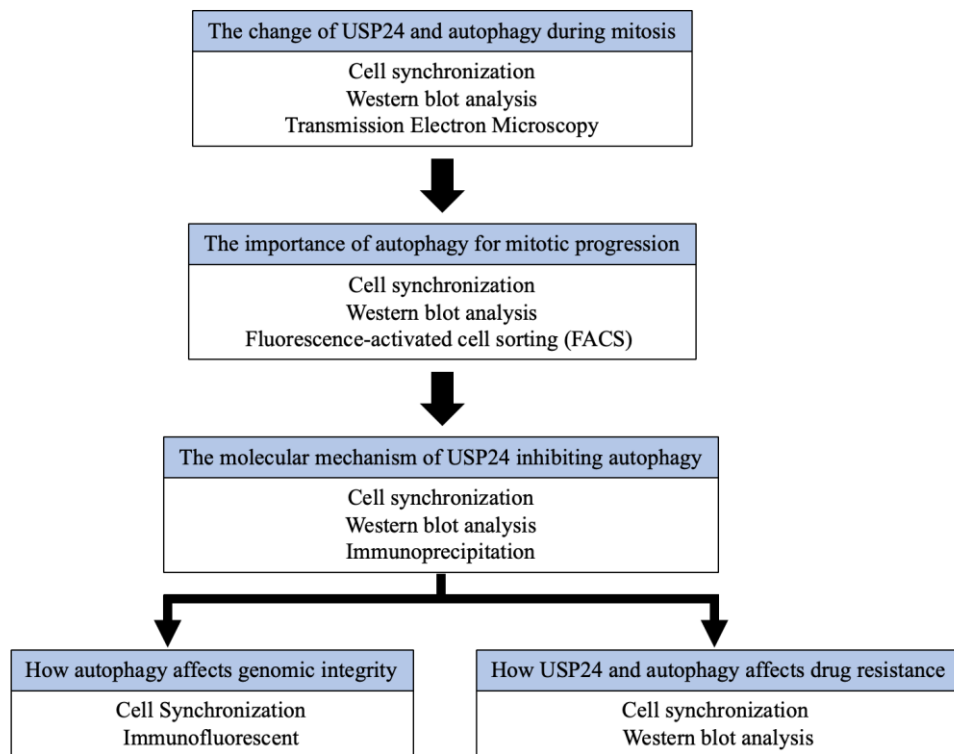 The change of USP24 and autophagy during mitosis
Cell synchronization
Western blot analysis
Transmission Electron Microscopy
The importance of autophagy for mitotic progression
Cell synchronization
Western blot analysis
Fluorescence-activated cell sorting (FACS)
The molecular mechanism of USP24 inhibiting autophagy
Cell synchronization
Western blot analysis
Immunoprecipitation
How autophagy affects genomic integrity
Cell Synchronization
Immunofluorescent
How USP24 and autophagy affects drug resistance
Cell synchronization
Western blot analysis